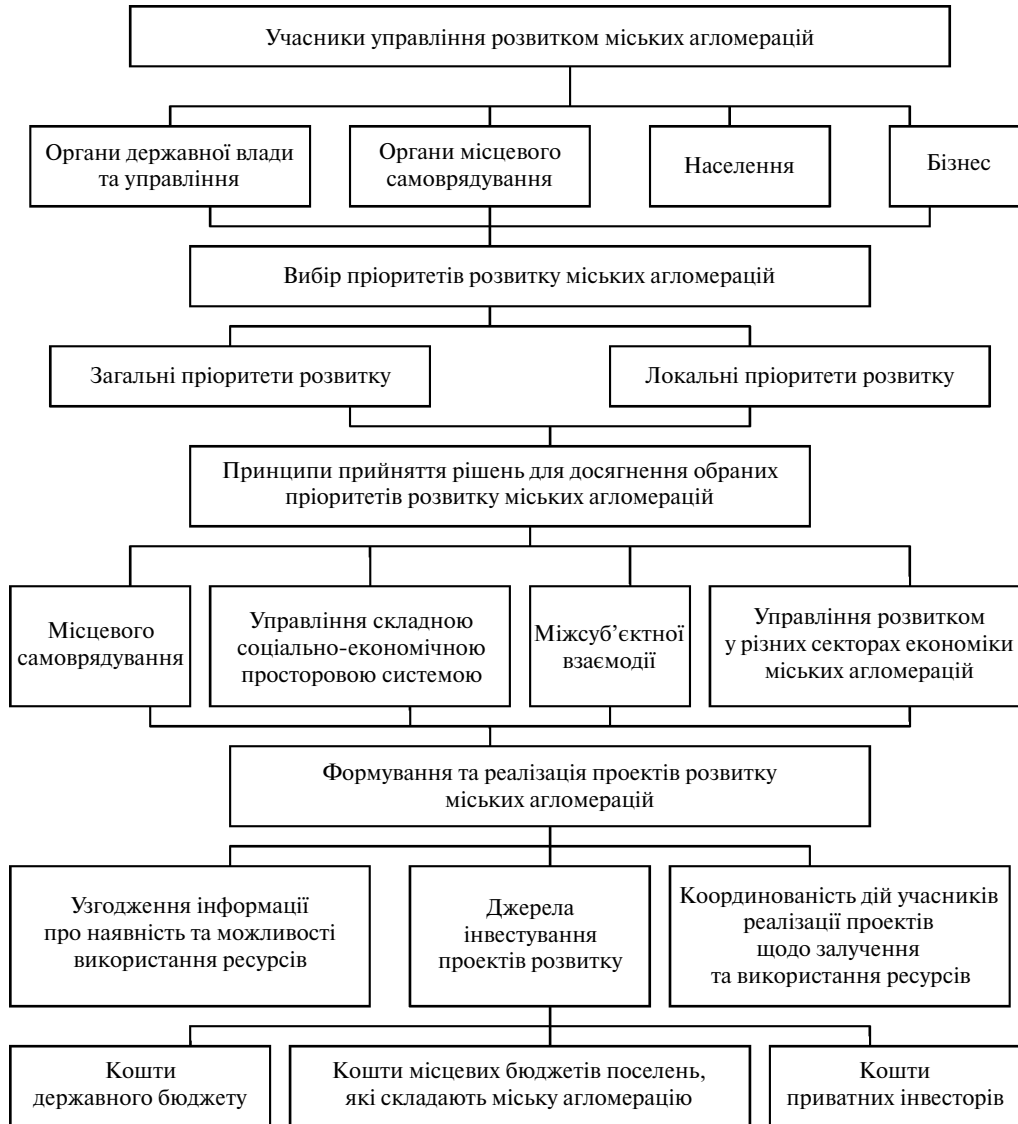 Учасники управління розвитком міських агломерацій
Органи державної влади
та управління
Органи місцевого
самоврядування
Населення
Бізнес
Вибір пріоритетів розвитку міських агломерацій
Загальні пріоритети розвитку
Локальні пріоритети розвитку
Принципи прийняття рішень для досягнення обраних
пріоритетів розвитку міських агломерацій
Місцевого
самоврядування
Управління складною
соціально-економічною
просторовою системою
Міжсуб’єктної
взаємодії
Управління розвитком
у різних секторах економіки
міських агломерацій
Формування та реалізація проектів розвитку
міських агломерацій
Узгодження інформації
про наявність та можливості
використання ресурсів
Джерела
інвестування
проектів розвитку
Координованість дій учасників
реалізації проектів
щодо залучення
та використання ресурсів
Кошти
державного бюджету
Кошти місцевих бюджетів поселень,
які складають міську агломерацію
Кошти
приватних інвесторів